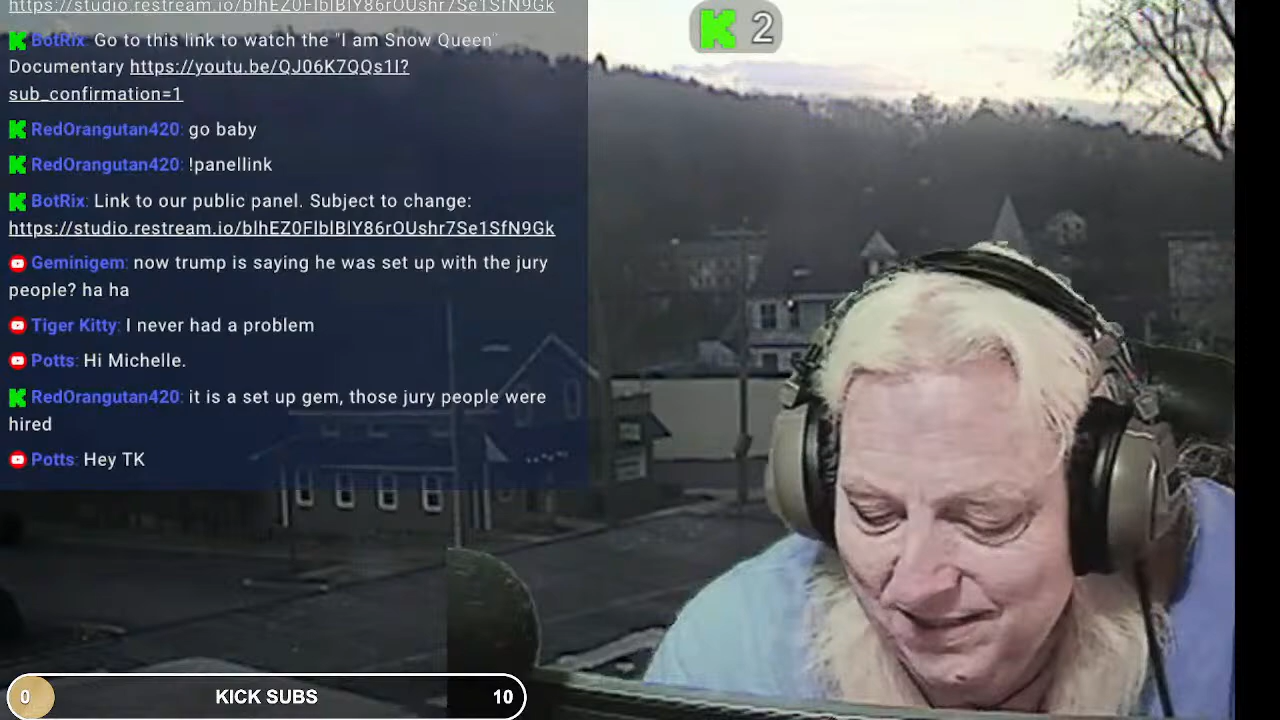 https://studio.restream.io/blhEZ0FlblBlY86rOUshr7Se1SfN9Gk
K 2
BotRix: Go to this link to watch the "I am Snow Queen"
Documentary https://youtu.be/QJ06K7QQs1I?
sub_confirmation=1
RedOrangutan420: go baby
RedOrangutan420: !panellink
BotRix: Link to our public panel. Subject to change:
https://studio.restream.io/blhEZ0FlblBlY86rOUshr7Se1SfN9Gk
Geminigem: now trump is saying he was set up with the jury
people? ha ha
Tiger Kitty: I never had a problem
Potts: Hi Michelle.
RedOrangutan420: it is a set up gem, those jury people were
hired
Potts: Hey TK
0 KICK SUBS 10